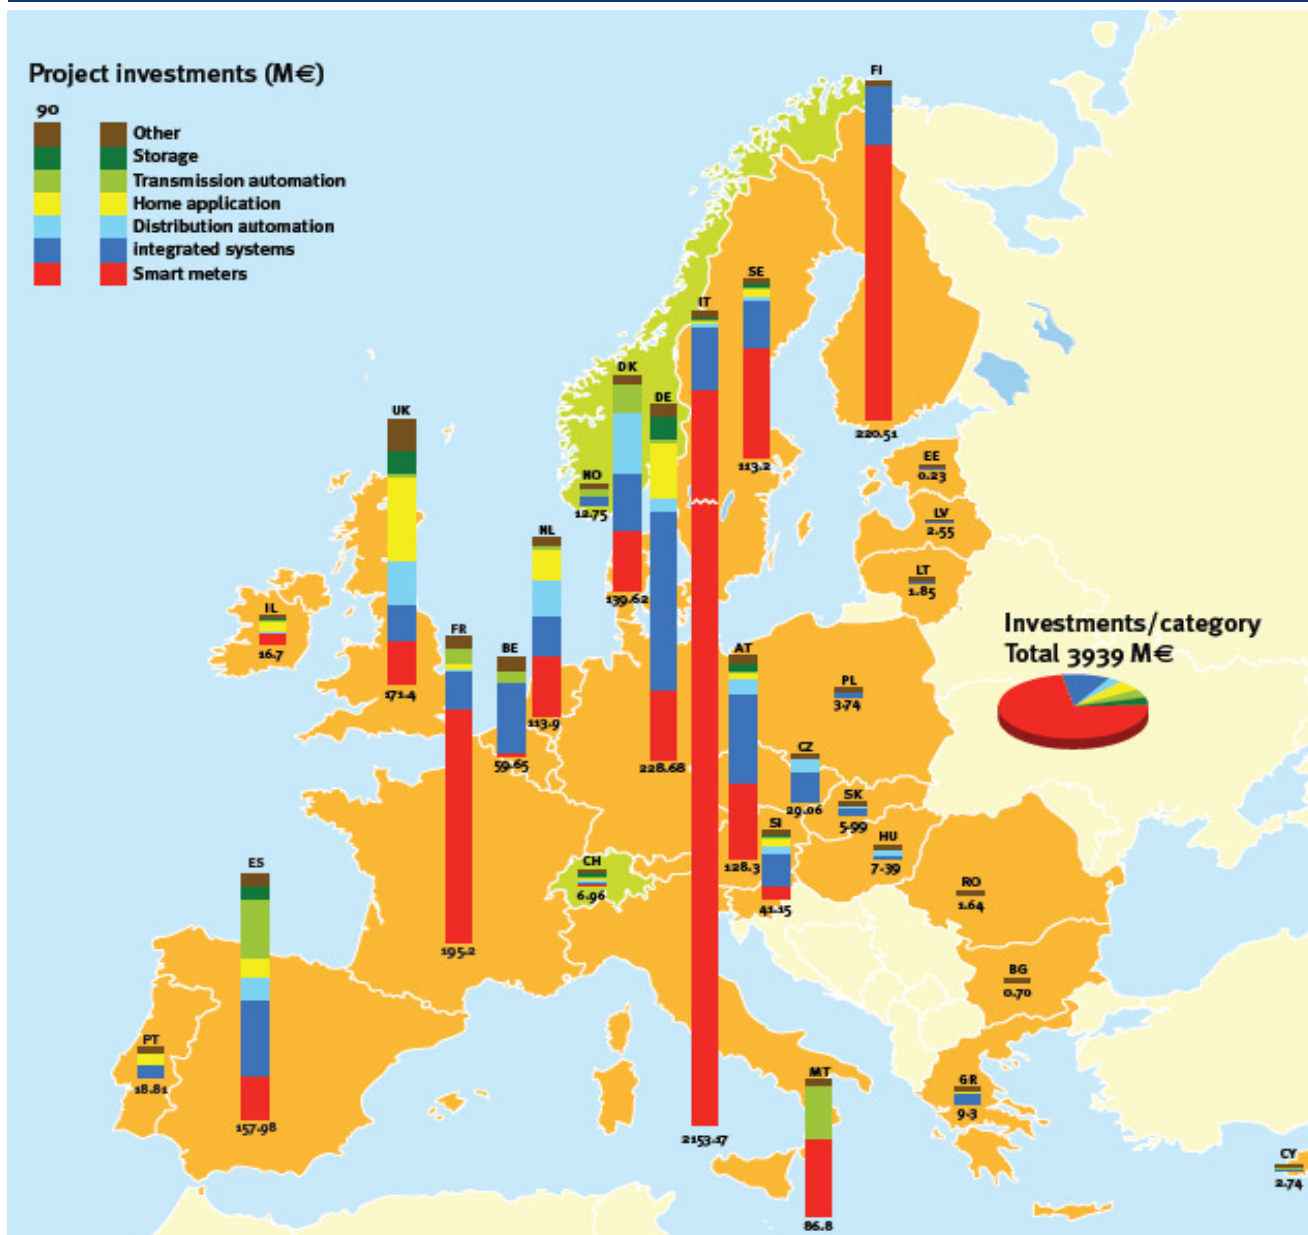 Project investments (M€)
90
Other
Storage
Transmission automation
Home application
Distribution automation
integrated systems
Smart meters
FI
220.51
SE
113.2
IT
2153.17
DK
139.62
DE
228.68
UK
171.4
NO
12.75
EE
0.23
LV
2.55
LT
1.85
NL
113.9
IL
16.7
FR
195.2
BE
59.65
Investments/category
Total 3939 M€
AT
128.3
PL
3.74
CZ
29.06
SK
5.99
SI
41.15
HU
7.39
CH
6.96
ES
157.98
RO
1.64
BG
0.70
PT
18.81
MT
86.8
GR
9.3
CY
2.74